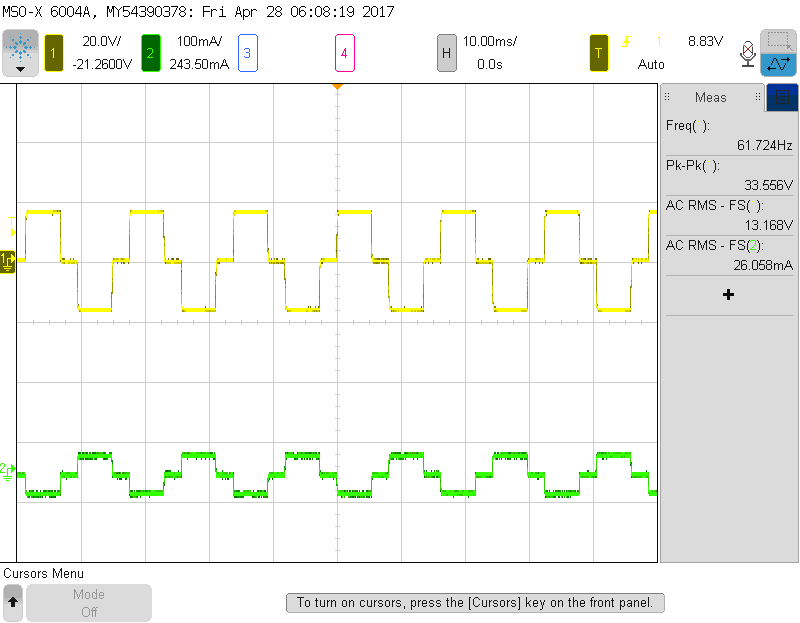 MSO-X 6004A, MY54390378: Fri Apr 28 06:08:19 2017
1 20.0V/ 2 100mA/ 3 4 H 10.00ms/ T 1 8.83V
-21.2600V 243.50mA 0.0s Auto
Meas
Freq( ):
61.724Hz
Pk-Pk( ):
33.556V
AC RMS - FS( ):
13.168V
AC RMS - FS(2):
26.058mA
T
1
2
Cursors Menu
Mode
Off
To turn on cursors, press the [Cursors] key on the front panel.